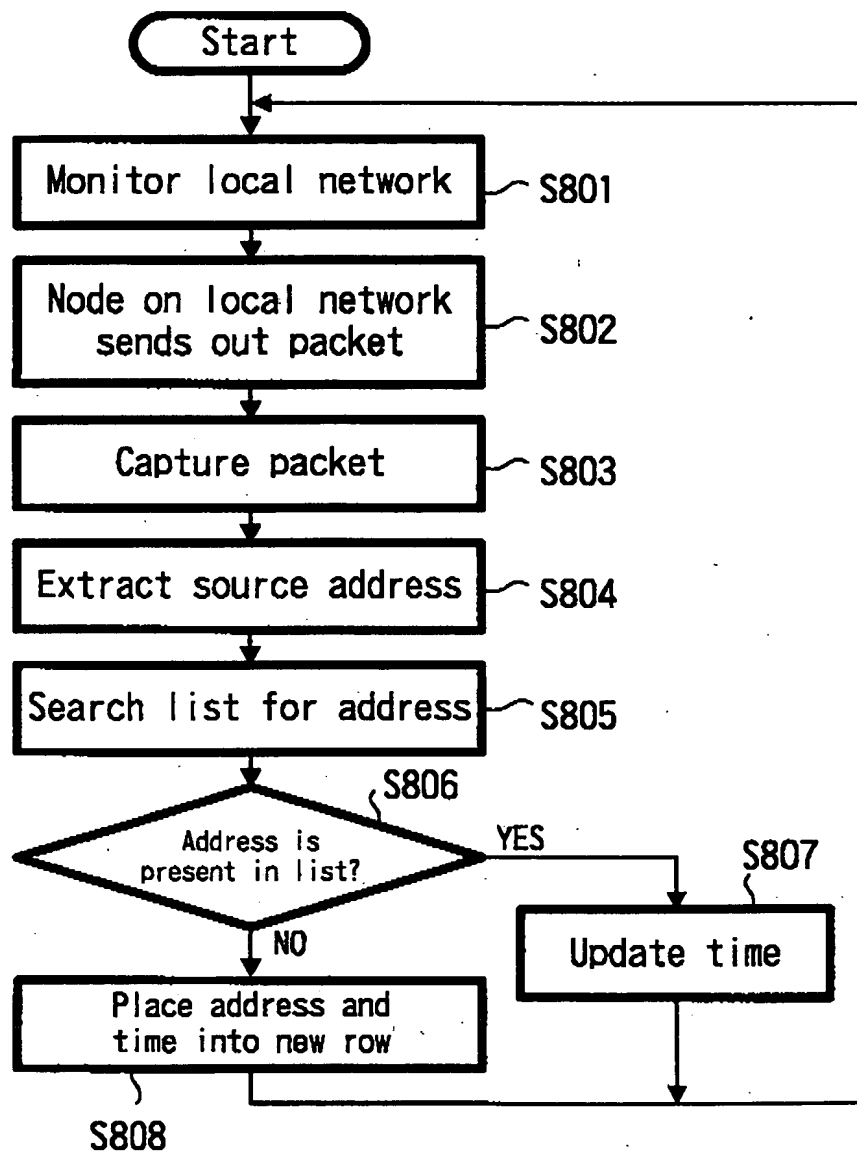 Start
Monitor local network
S801
Node on local network
sends out packet
S802
Capture packet
S803
Extract source address
S804
Search list for address
S805
S806
Address is
present in list?
YES
S807
Update time
NO
Place address and
time into new row
S808